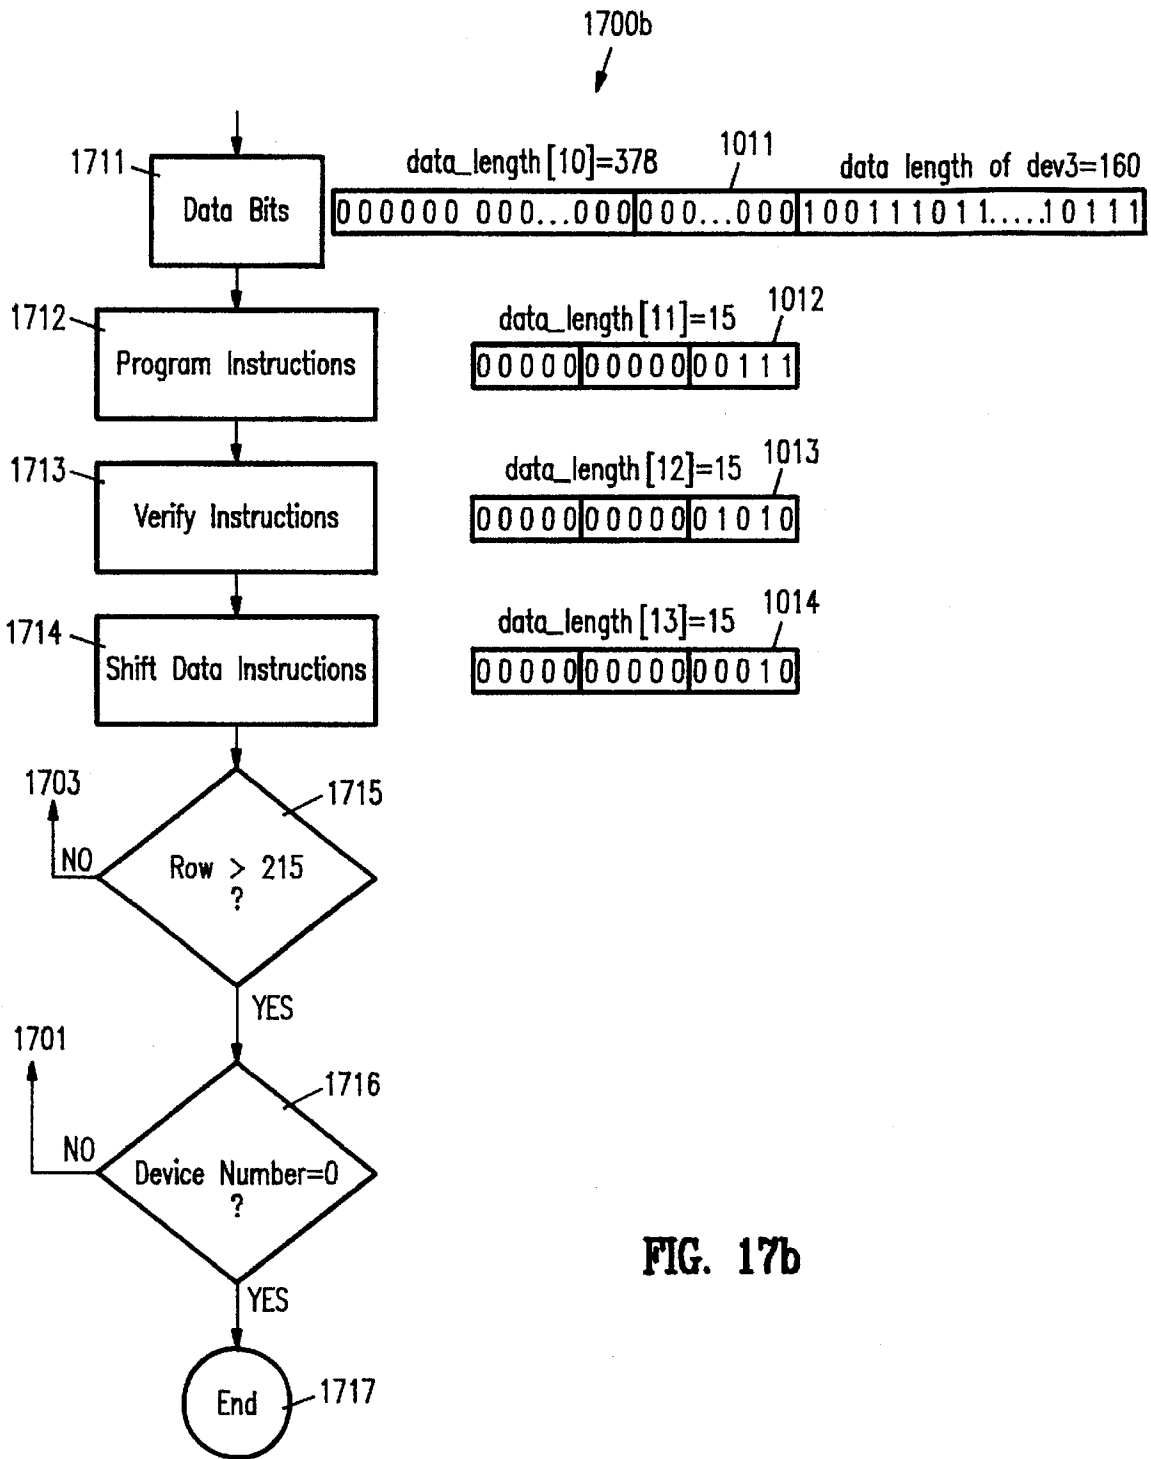 1700b
1711
Data Bits
data_length[10]=378
1011
data length of dev3=160
000000 000...000 000...000 100111011.....10111
1712
Program Instructions
data_length[11]=15
1012
00000 00000 00111
1713
Verify Instructions
data_length[12]=15
1013
00000 00000 01010
1714
Shift Data Instructions
data_length[13]=15
1014
00000 00000 00010
1703
1715
NO
Row > 215
?
YES
1701
1716
NO
Device Number=0
?
YES
FIG. 17b
End
1717